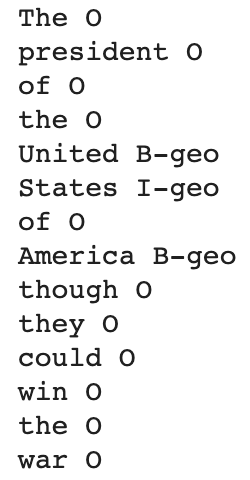 The O
president O
of O
the O
United B-geo
States I-geo
of O
America B-geo
though O
they O
could O
win O
the O
war O